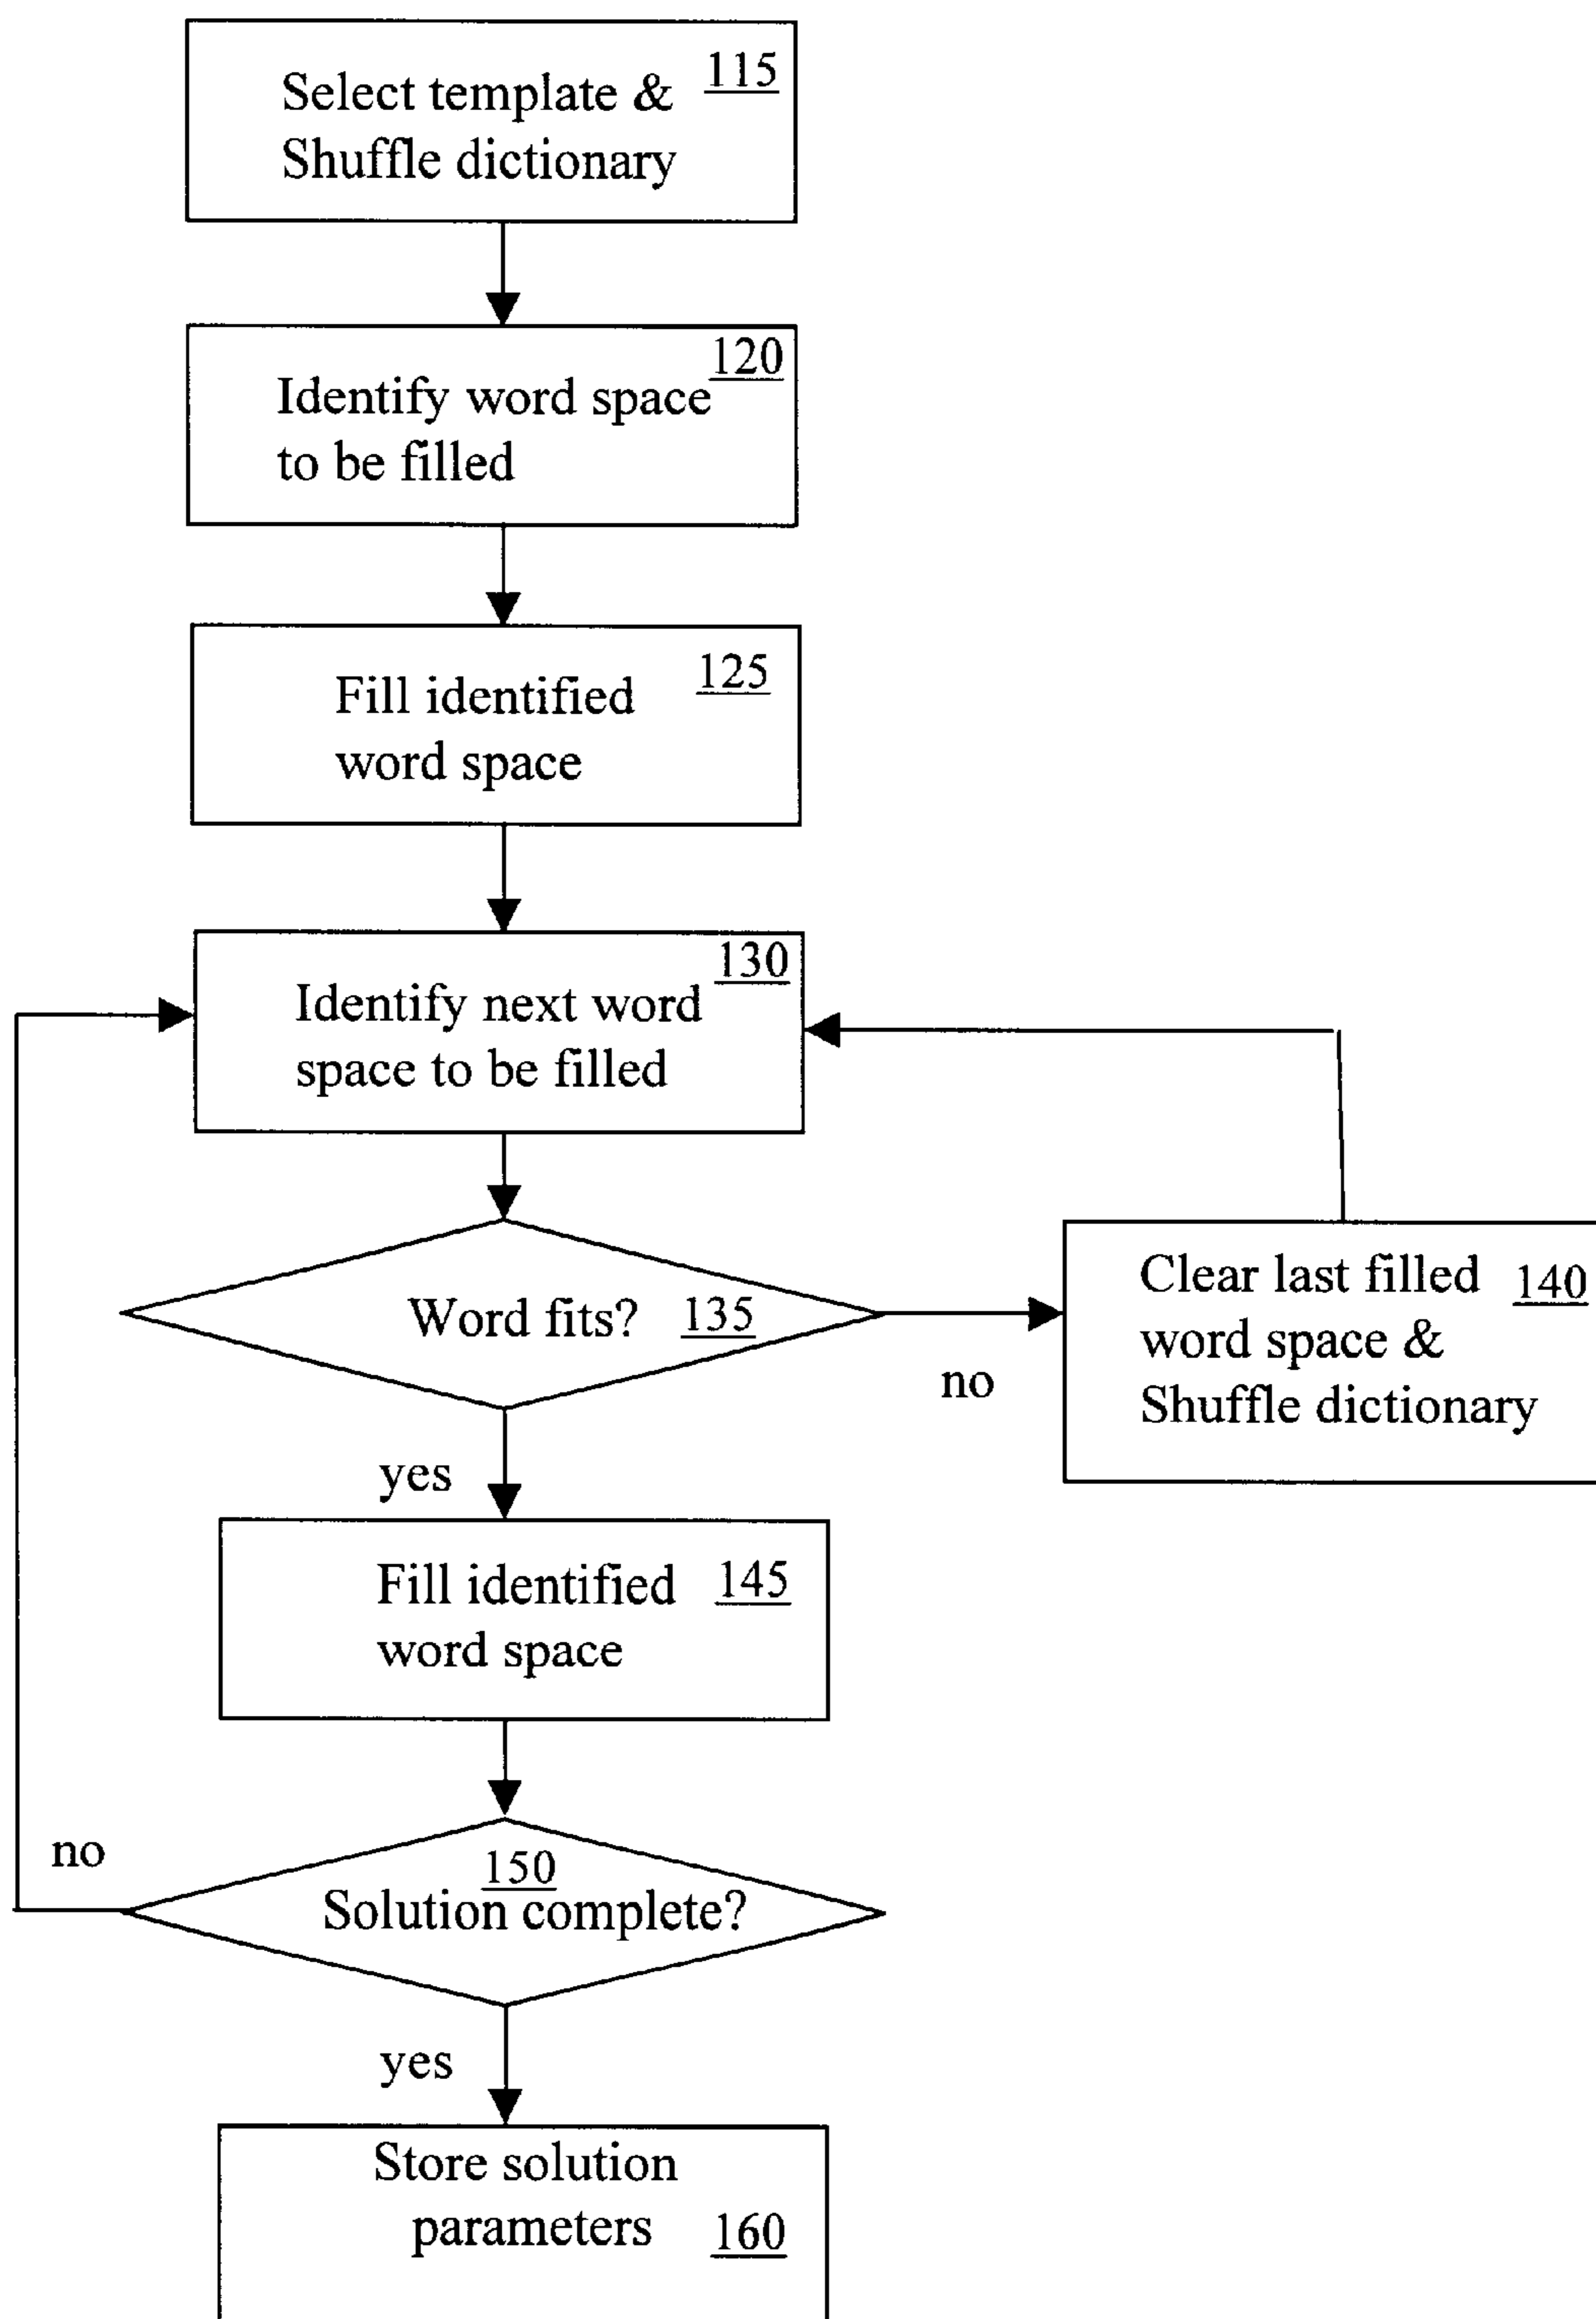 115
Select template &
Shuffle dictionary
120
Identify word space
to be filled
125
Fill identified
word space
130
Identify next word
space to be filled
Word fits? 135
no
Clear last filled 140
word space &
Shuffle dictionary
yes
Fill identified 145
word space
no
150
Solution complete?
yes
Store solution
parameters 160